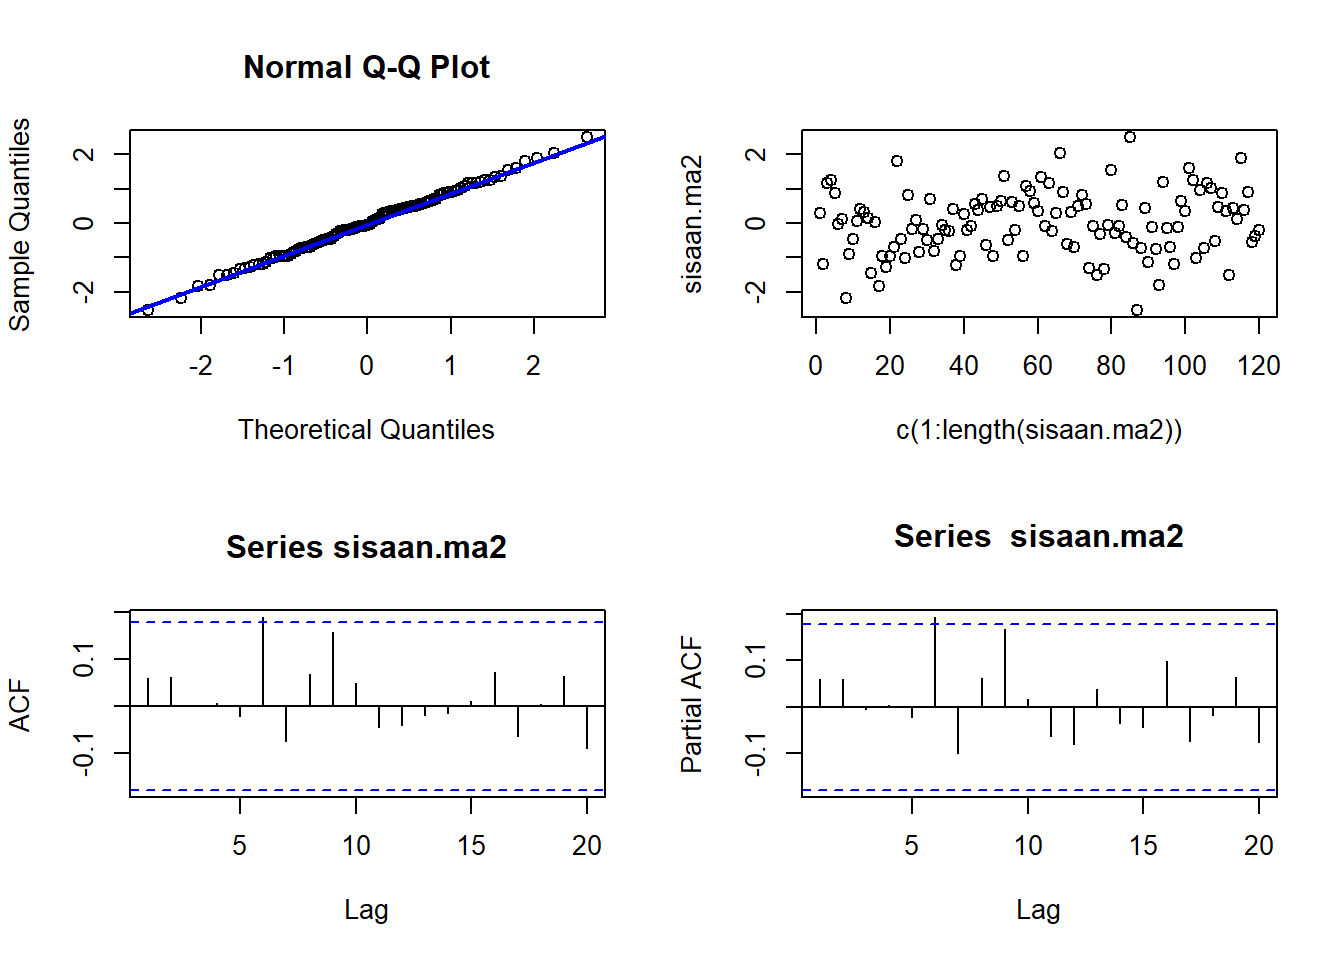 Normal Q-Q Plot
Sample Quantiles
2
0
-2
-2 -1 0 1 2
Theoretical Quantiles
sisaan.ma2
2
0
-2
0 20 40 60 80 100 120
c(1:length(sisaan.ma2))
Series sisaan.ma2
ACF
0.1
-0.1
5 10 15 20
Lag
Series  sisaan.ma2
Partial ACF
0.1
-0.1
5 10 15 20
Lag